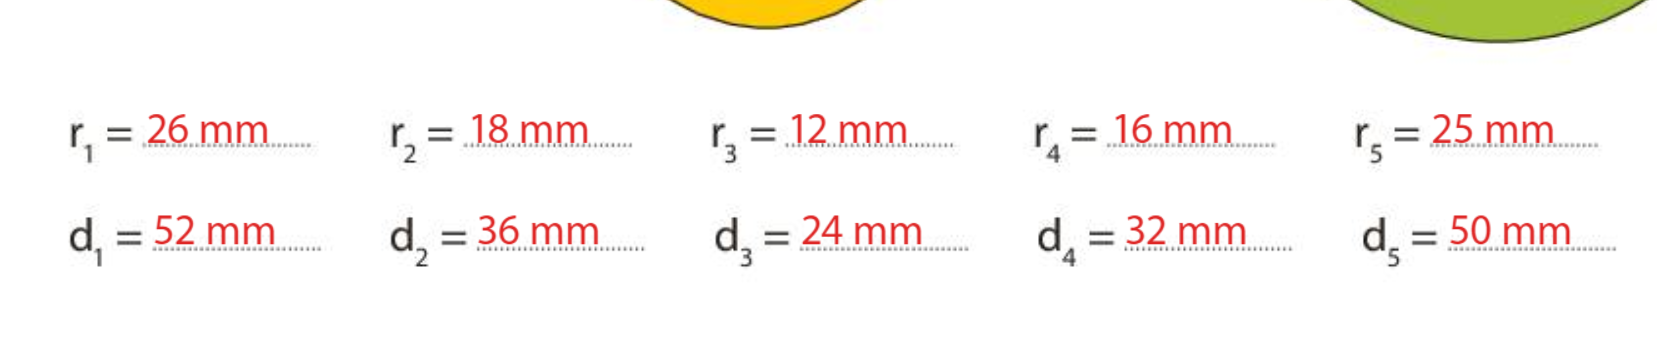 r₁ = 26 mm r₂ = 18 mm r₃ = 12 mm r₄ = 16 mm r₅ = 25 mm
d₁ = 52 mm d₂ = 36 mm d₃ = 24 mm d₄ = 32 mm d₅ = 50 mm